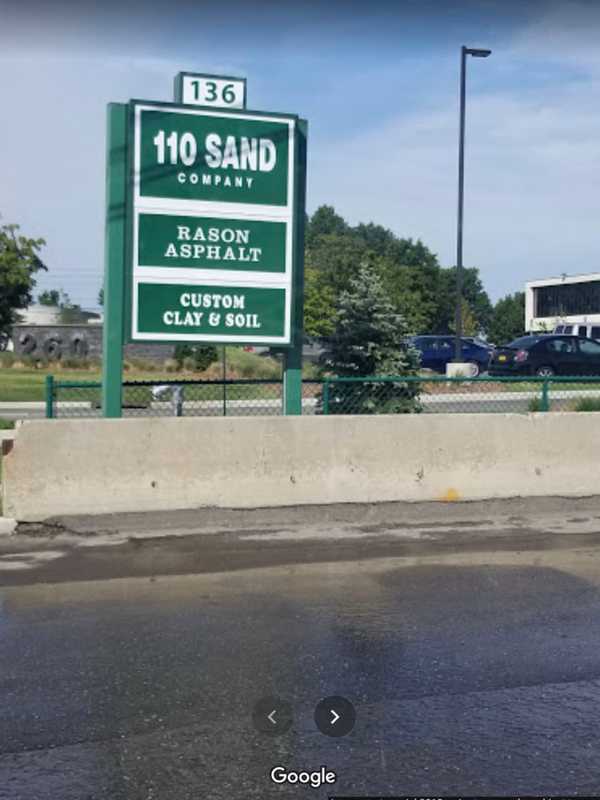 136
110 SAND
COMPANY
RASON
ASPHALT
CUSTOM
CLAY & SOIL
Google